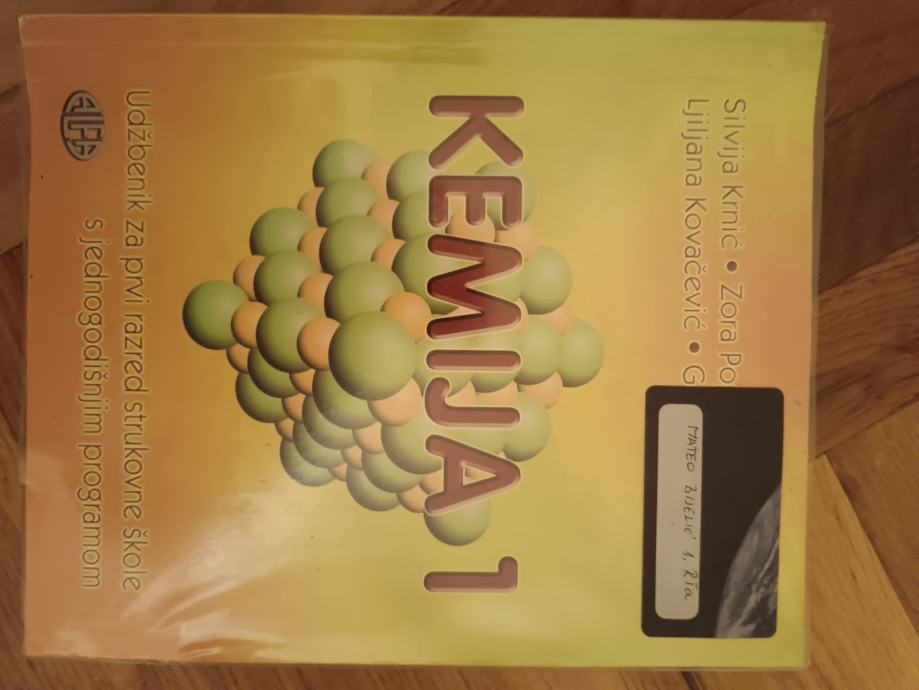 Silvija Krnić • Zora Po
Ljiljana Kovačević • G
MATEO BIJELIĆ 1. RTa
KEMIJA 1
Udžbenik za prvi razred strukovne škole
s jednogodišnjim programom
ALFA